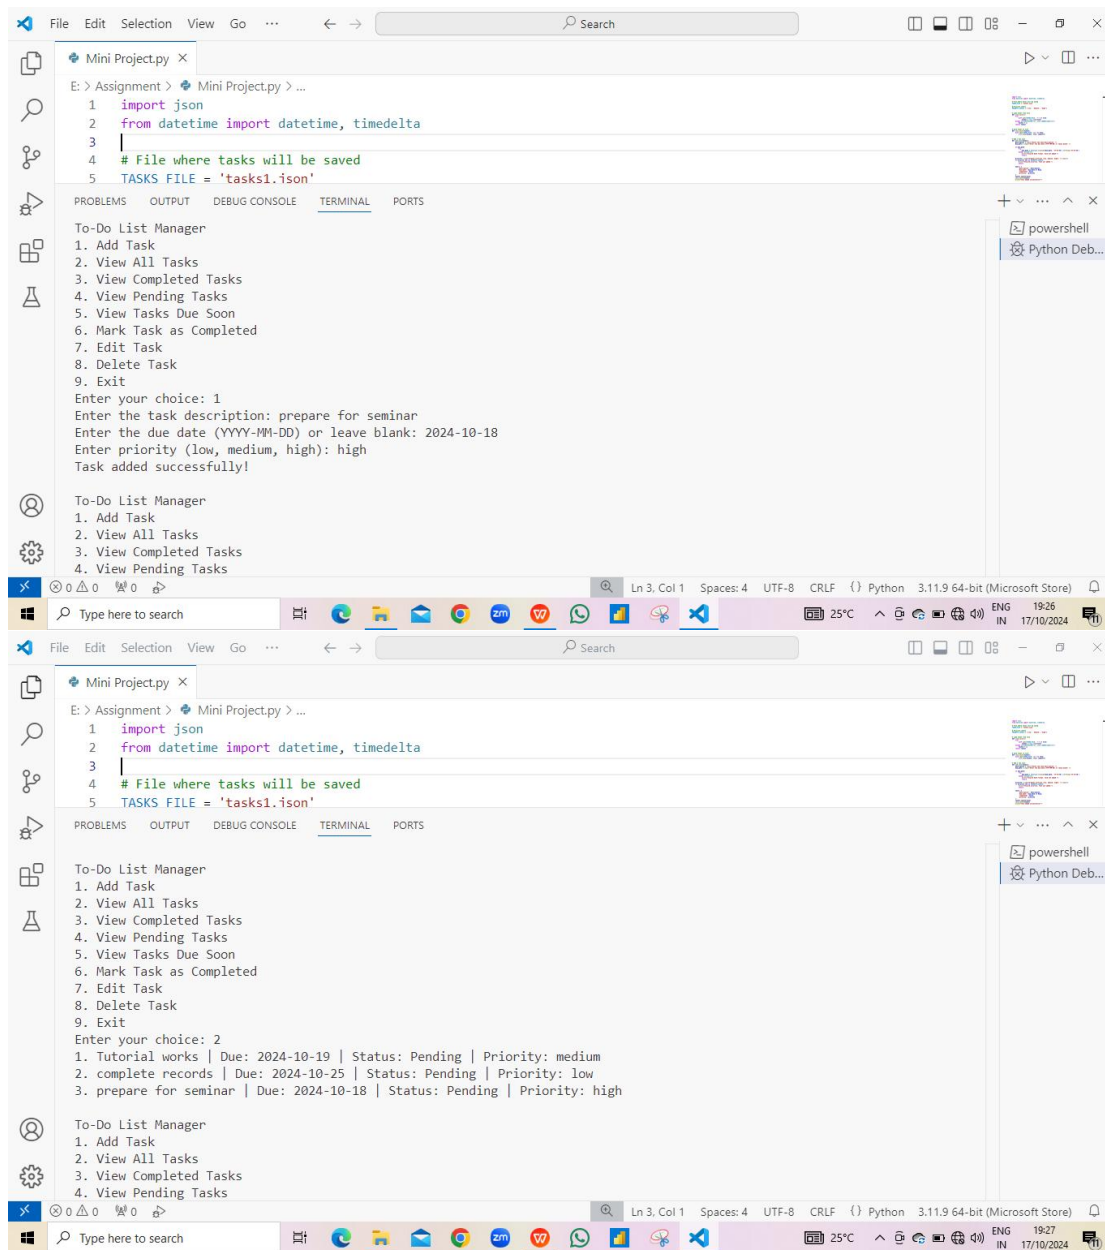 File Edit Selection View Go ··· Search
Mini Project.py
E: > Assignment > Mini Project.py > ...
1 import json
2 from datetime import datetime, timedelta
3
4 # File where tasks will be saved
5 TASKS_FILE = 'tasks1.json'
PROBLEMS OUTPUT DEBUG CONSOLE TERMINAL PORTS
powershell
Python Deb...
To-Do List Manager
1. Add Task
2. View All Tasks
3. View Completed Tasks
4. View Pending Tasks
5. View Tasks Due Soon
6. Mark Task as Completed
7. Edit Task
8. Delete Task
9. Exit
Enter your choice: 1
Enter the task description: prepare for seminar
Enter the due date (YYYY-MM-DD) or leave blank: 2024-10-18
Enter priority (low, medium, high): high
Task added successfully!
To-Do List Manager
1. Add Task
2. View All Tasks
3. View Completed Tasks
4. View Pending Tasks
0 0 0 Ln 3, Col 1 Spaces: 4 UTF-8 CRLF {} Python 3.11.9 64-bit (Microsoft Store)
Type here to search zm 25°C ENG IN 19:26 17/10/2024 11
File Edit Selection View Go ··· Search
Mini Project.py
E: > Assignment > Mini Project.py > ...
1 import json
2 from datetime import datetime, timedelta
3
4 # File where tasks will be saved
5 TASKS_FILE = 'tasks1.json'
PROBLEMS OUTPUT DEBUG CONSOLE TERMINAL PORTS
powershell
Python Deb...
To-Do List Manager
1. Add Task
2. View All Tasks
3. View Completed Tasks
4. View Pending Tasks
5. View Tasks Due Soon
6. Mark Task as Completed
7. Edit Task
8. Delete Task
9. Exit
Enter your choice: 2
1. Tutorial works | Due: 2024-10-19 | Status: Pending | Priority: medium
2. complete records | Due: 2024-10-25 | Status: Pending | Priority: low
3. prepare for seminar | Due: 2024-10-18 | Status: Pending | Priority: high
To-Do List Manager
1. Add Task
2. View All Tasks
3. View Completed Tasks
4. View Pending Tasks
0 0 0 Ln 3, Col 1 Spaces: 4 UTF-8 CRLF {} Python 3.11.9 64-bit (Microsoft Store)
Type here to search zm 25°C ENG IN 19:27 17/10/2024 11